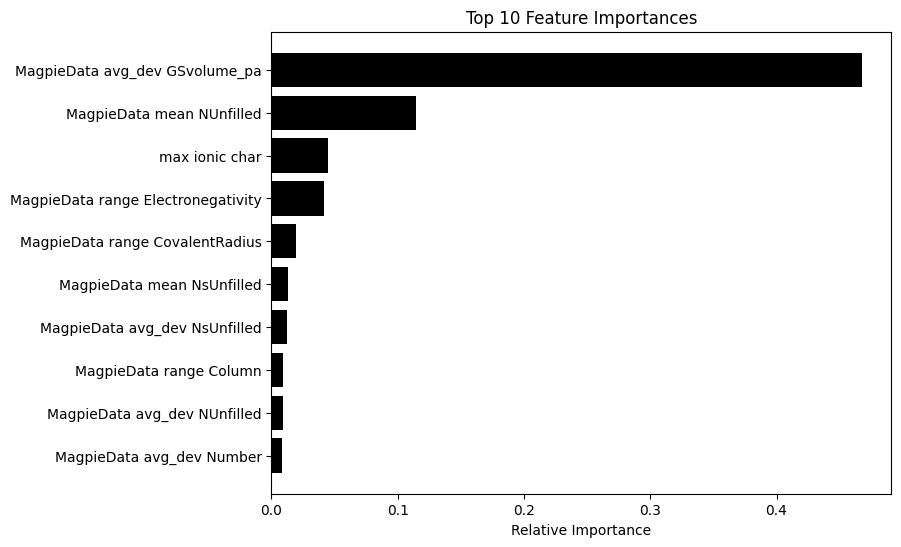 Top 10 Feature Importances
MagpieData avg_dev GSvolume_pa
MagpieData mean NUnfilled
max ionic char
MagpieData range Electronegativity
MagpieData range CovalentRadius
MagpieData mean NsUnfilled
MagpieData avg_dev NsUnfilled
MagpieData range Column
MagpieData avg_dev NUnfilled
MagpieData avg_dev Number
0.0 0.1 0.2 0.3 0.4
Relative Importance